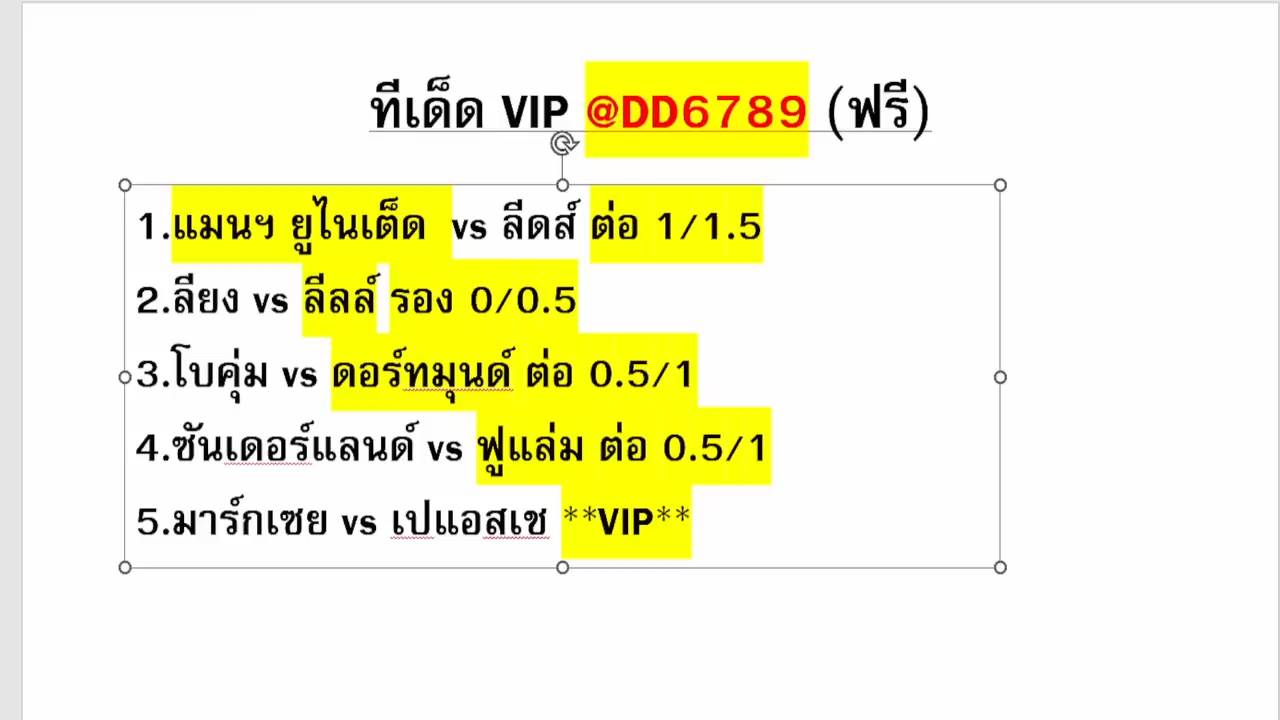 ทีเด็ด VIP @DD6789 (ฟรี)
1.แมนฯ ยูไนเต็ด vs ลีดส์ ต่อ 1/1.5
2.ลียง vs ลีลล์ รอง 0/0.5
3.โบคุ่ม vs ดอร์ทมุนด์ ต่อ 0.5/1
4.ซันเดอร์แลนด์ vs ฟูแล่ม ต่อ 0.5/1
5.มาร์กเซย vs เปแอสเช **VIP**